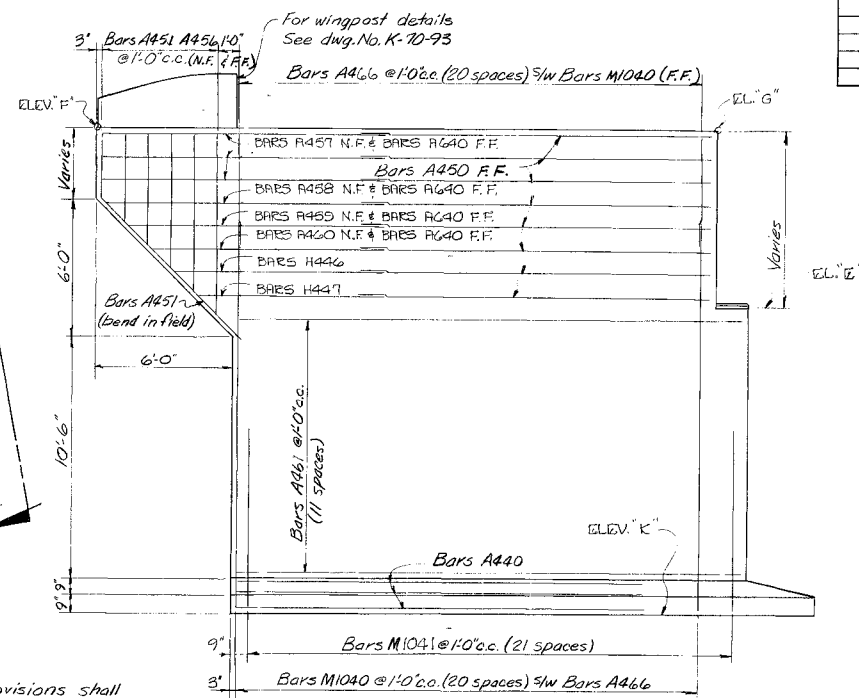 For wingpost details
See dwg. No. K-70-93
3" Bars A451 A456 1'-0"
@ 1'-0" c.c. (N.F. & F.F.)
Bars A466 @ 1'-0" c.c. (20 spaces) s/w Bars M1040 (F.F.)
ELEV. "F"
EL. "G"
BARS A457 N.F. & BARS A640 F.F.
Bars A450 F.F.
Varies
BARS A458 N.F. & BARS A640 F.F.
BARS A459 N.F. & BARS A640 F.F.
BARS A460 N.F. & BARS A640 F.F.
Varies
EL. "E"
6'-0"
BARS H446
BARS H447
Bars A451
(bend in field)
6'-0"
10'-6"
Bars A461 @ 1'-0" c.c.
(11 spaces)
ELEV. "K"
Bars A440
9" 9"
9" Bars M1041 @ 1'-0" c.c. (21 spaces)
3" Bars M1040 @ 1'-0" c.c. (20 spaces) s/w Bars A466
visions shall